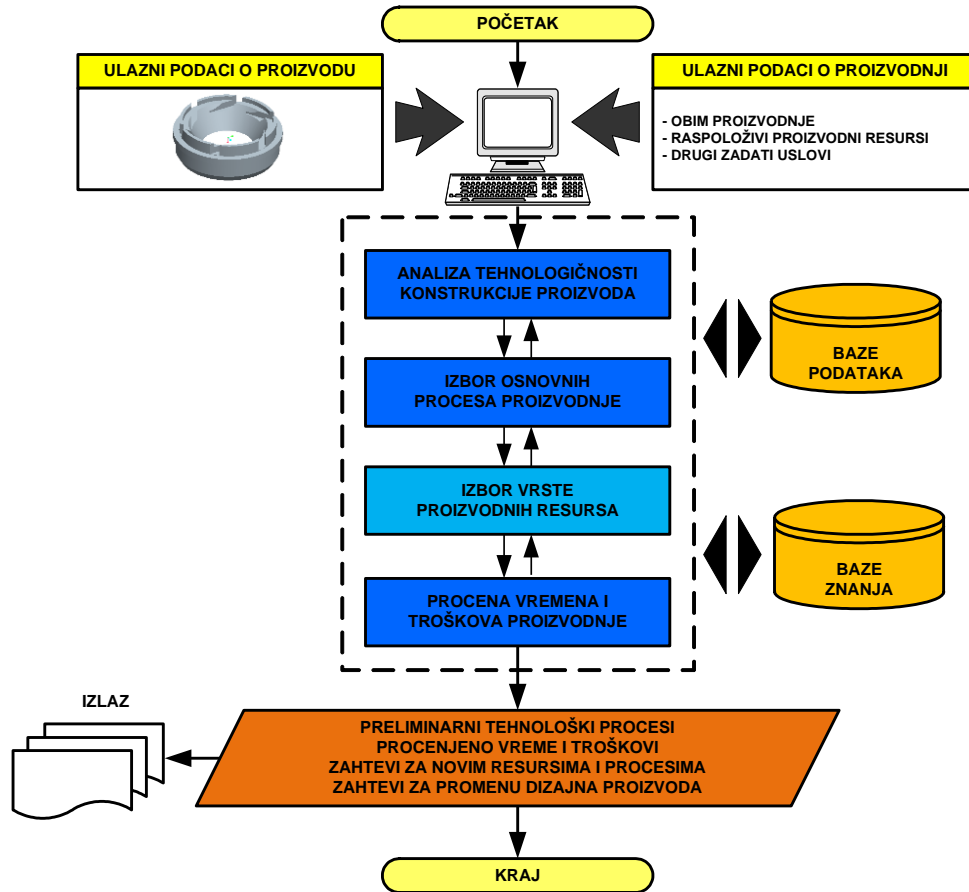 POČETAK
ULAZNI PODACI O PROIZVODU
ULAZNI PODACI O PROIZVODNJI
- OBIM PROIZVODNJE
- RASPOLOŽIVI PROIZVODNI RESURSI
- DRUGI ZADATI USLOVI
ANALIZA TEHNOLOGIČNOSTI
KONSTRUKCIJE PROIZVODA
BAZE
PODATAKA
IZBOR OSNOVNIH
PROCESA PROIZVODNJE
IZBOR VRSTE
PROIZVODNIH RESURSA
BAZE
ZNANJA
PROCENA VREMENA I
TROŠKOVA PROIZVODNJE
IZLAZ
PRELIMINARNI TEHNOLOŠKI PROCESI
PROCENJENO VREME I TROŠKOVI
ZAHTEVI ZA NOVIM RESURSIMA I PROCESIMA
ZAHTEVI ZA PROMENU DIZAJNA PROIZVODA
KRAJ